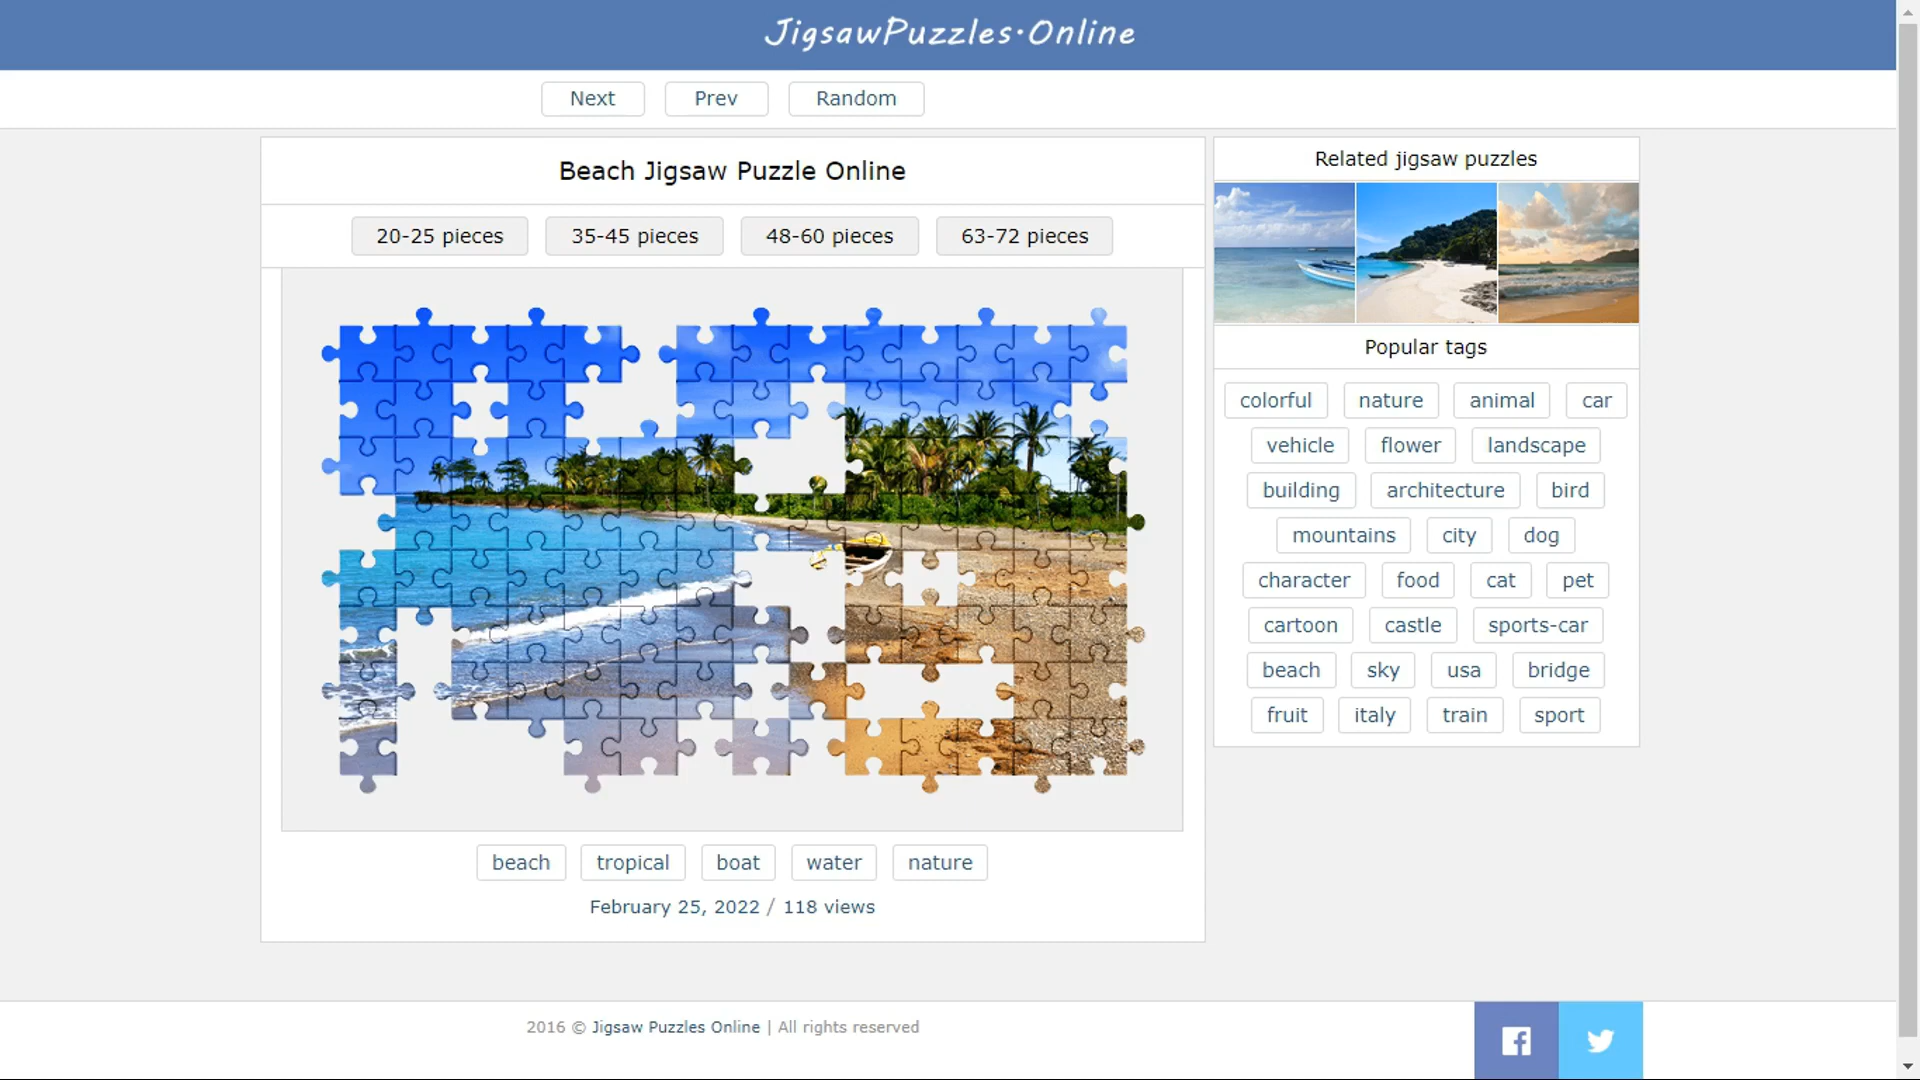 JigsawPuzzles·Online
Next Prev Random
Beach Jigsaw Puzzle Online
20-25 pieces 35-45 pieces 48-60 pieces 63-72 pieces
Related jigsaw puzzles
Popular tags
colorful nature animal car
vehicle flower landscape
building architecture bird
mountains city dog
character food cat pet
cartoon castle sports-car
beach sky usa bridge
fruit italy train sport
beach tropical boat water nature
February 25, 2022 / 118 views
2016 © Jigsaw Puzzles Online | All rights reserved